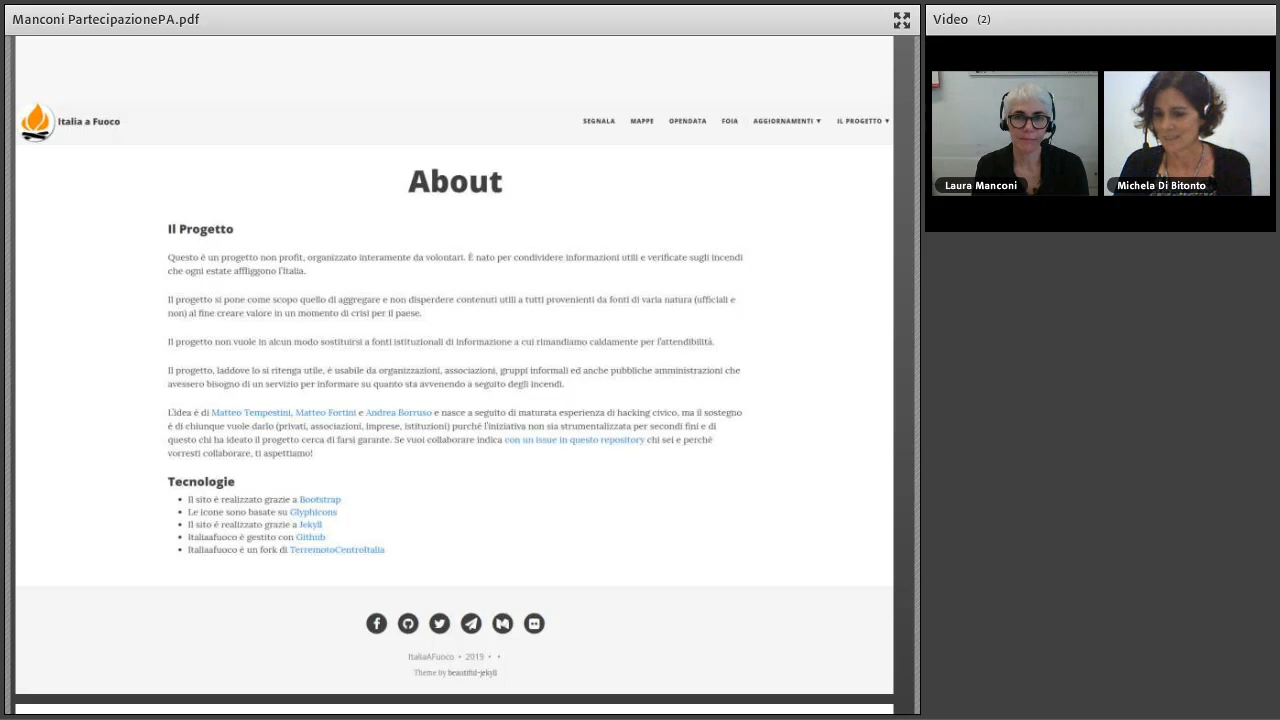 Manconi PartecipazionePA.pdf
Video (2)
Italia a Fuoco
SEGNALA MAPPE OPENDATA FOIA AGGIORNAMENTI ▼ IL PROGETTO ▼
Laura Manconi
Michela Di Bitonto
About
Il Progetto
Questo é un progetto non profit, organizzato interamente da volontari. È nato per condividere informazioni utili e verificate sugli incendi
che ogni estate affliggono l'Italia.
Il progetto si pone come scopo quello di aggregare e non disperdere contenuti utili a tutti provenienti da fonti di varia natura (ufficiali e
non) al fine creare valore in un momento di crisi per il paese.
Il progetto non vuole in alcun modo sostituirsi a fonti istituzionali di informazione a cui rimandiamo caldamente per l'attendibilità.
Il progetto, laddove lo si ritenga utile, è usabile da organizzazioni, associazioni, gruppi informali ed anche pubbliche amministrazioni che
avessero bisogno di un servizio per informare su quanto sta avvenendo a seguito degli incendi.
L'idea è di Matteo Tempestini, Matteo Fortini e Andrea Borruso e nasce a seguito di maturata esperienza di hacking civico, ma il sostegno
è di chiunque vuole darlo (privati, associazioni, imprese, istituzioni) purché l'iniziativa non sia strumentalizzata per secondi fini e di
questo chi ha ideato il progetto cerca di farsi garante. Se vuoi collaborare indica con un issue in questo repository chi sei e perché
vorresti collaborare, ti aspettiamo!
Tecnologie
• Il sito é realizzato grazie a Bootstrap
• Le icone sono basate su Glyphicons
• Il sito é realizzato grazie a Jekyll
• Italiaafuoco è gestito con Github
• Italiaafuoco è un fork di TerremotoCentroItalia
ItaliAFuoco • 2019 • •
Theme by beautiful-jekyll